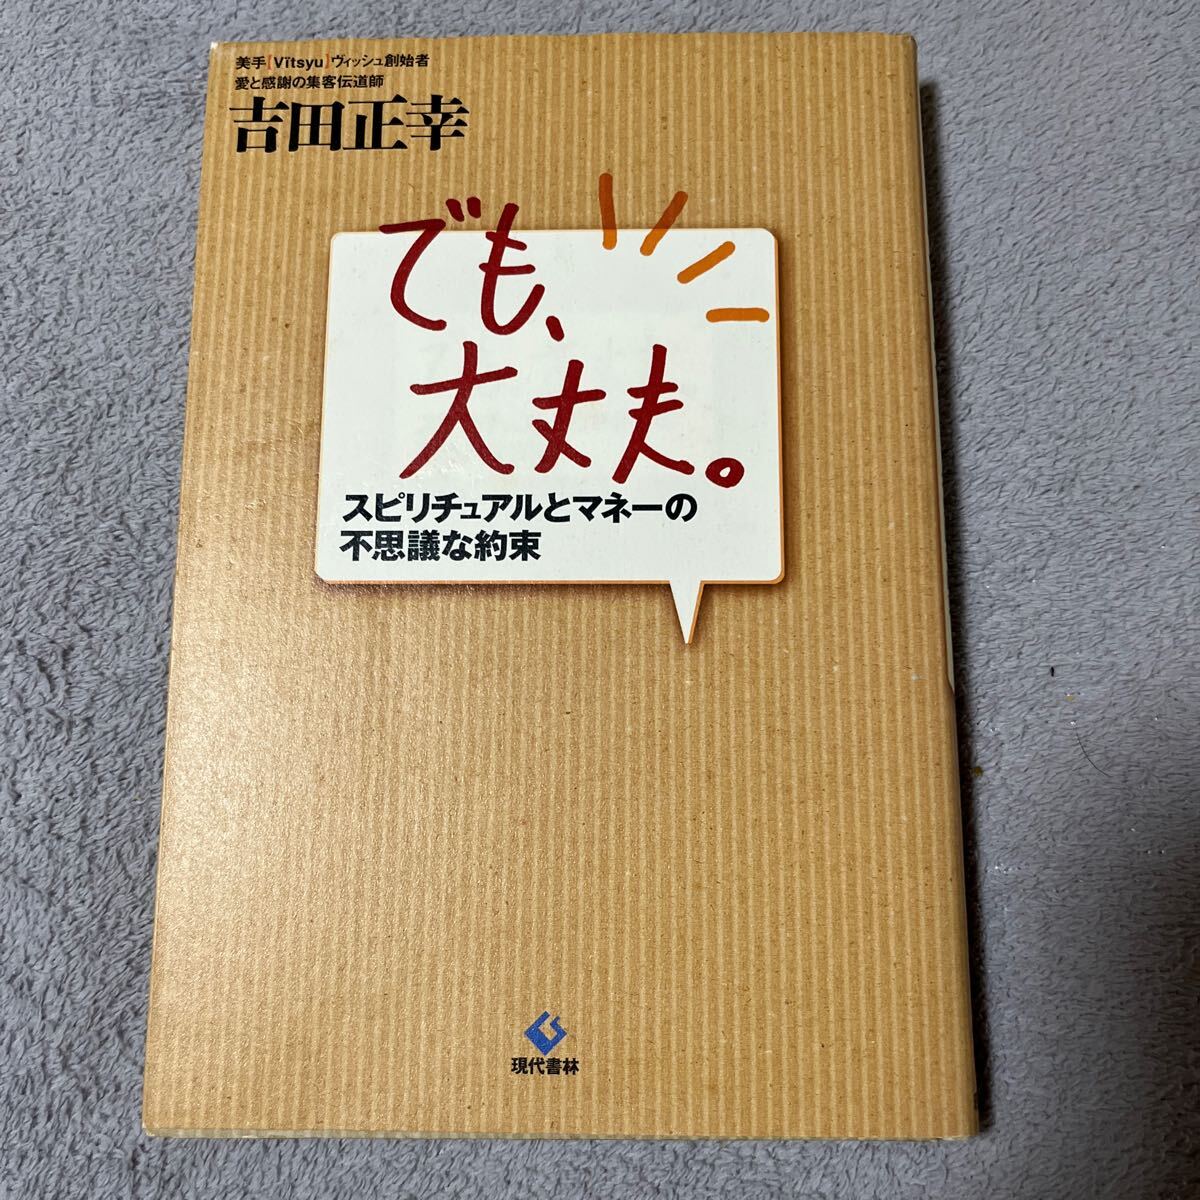 美手【Vïtsyu】ヴィッシュ創始者
愛と感謝の集客伝道師
吉田正幸
でも、
大丈夫。
スピリチュアルとマネーの
不思議な約束
現代書林